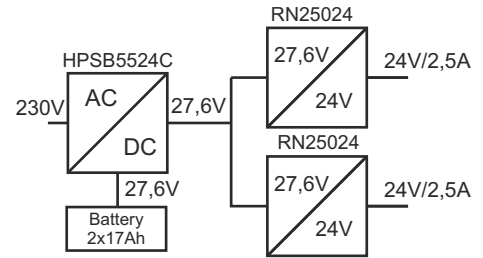 RN25024
27,6V
24V
24V/2,5A
HPSB5524C
230V
AC
DC
27,6V
27,6V
Battery
2x17Ah
RN25024
27,6V
24V
24V/2,5A